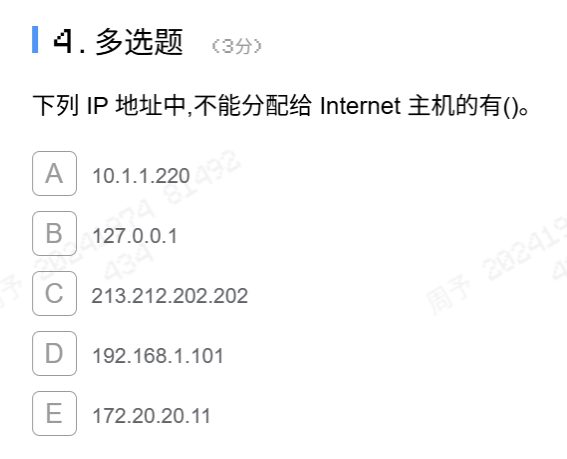 4. 多选题 (3分)
下列 IP 地址中,不能分配给 Internet 主机的有()。
A 10.1.1.220
B 127.0.0.1
C 213.212.202.202
D 192.168.1.101
E 172.20.20.11